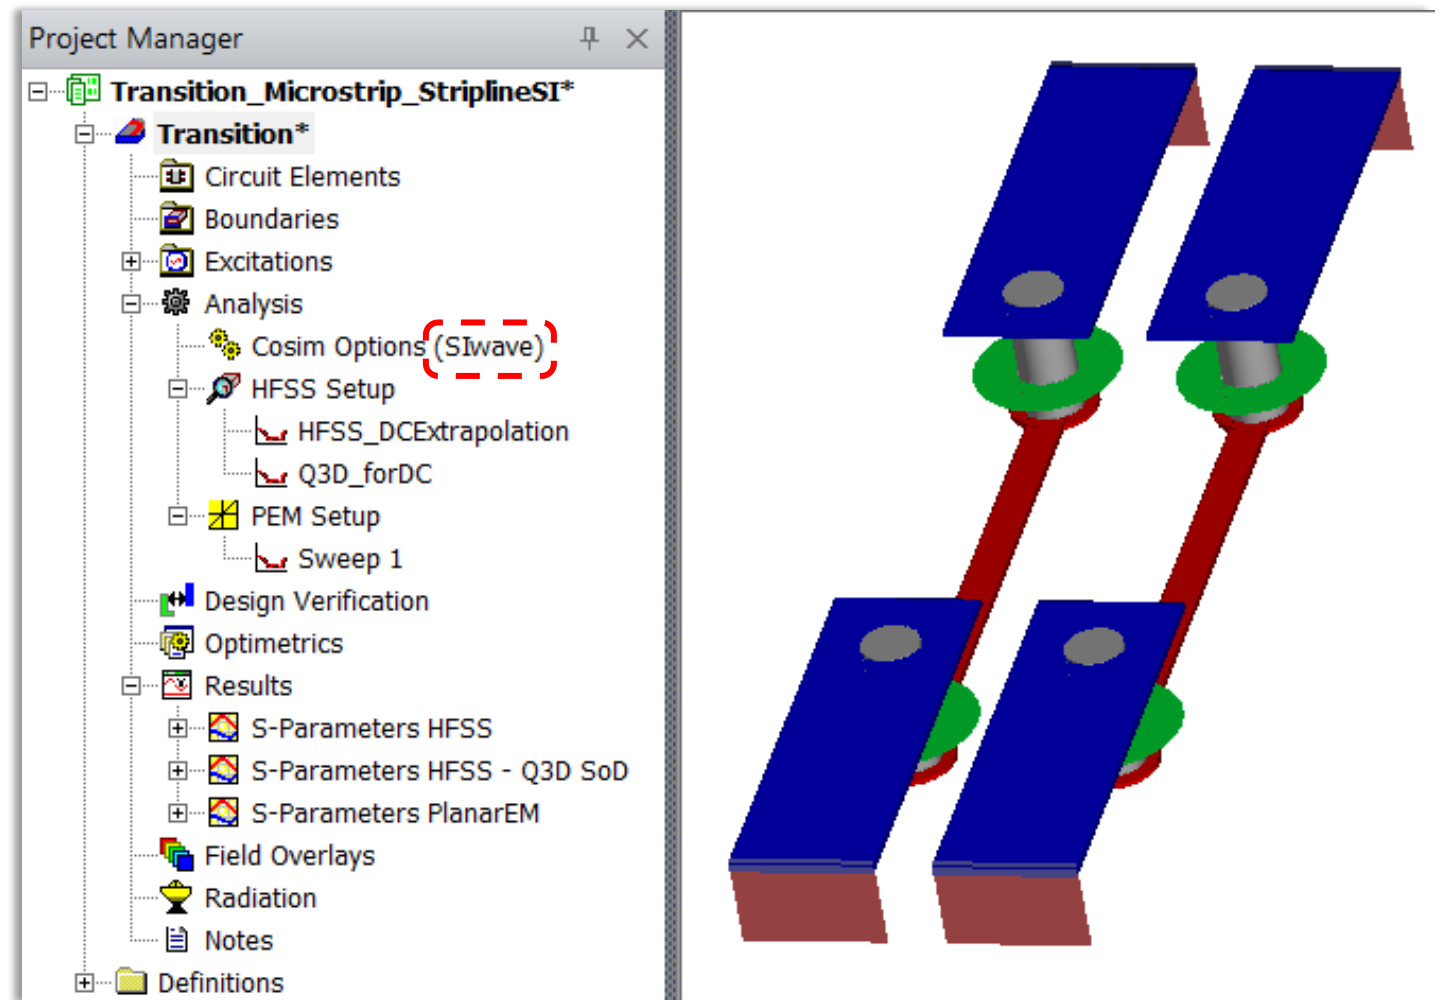 Project Manager
Transition_Microstrip_StriplineSI*
Transition*
Circuit Elements
Boundaries
Excitations
Analysis
Cosim Options (SIwave)
HFSS Setup
HFSS_DCExtrapolation
Q3D_forDC
PEM Setup
Sweep 1
Design Verification
Optimetrics
Results
S-Parameters HFSS
S-Parameters HFSS - Q3D SoD
S-Parameters PlanarEM
Field Overlays
Radiation
Notes
Definitions